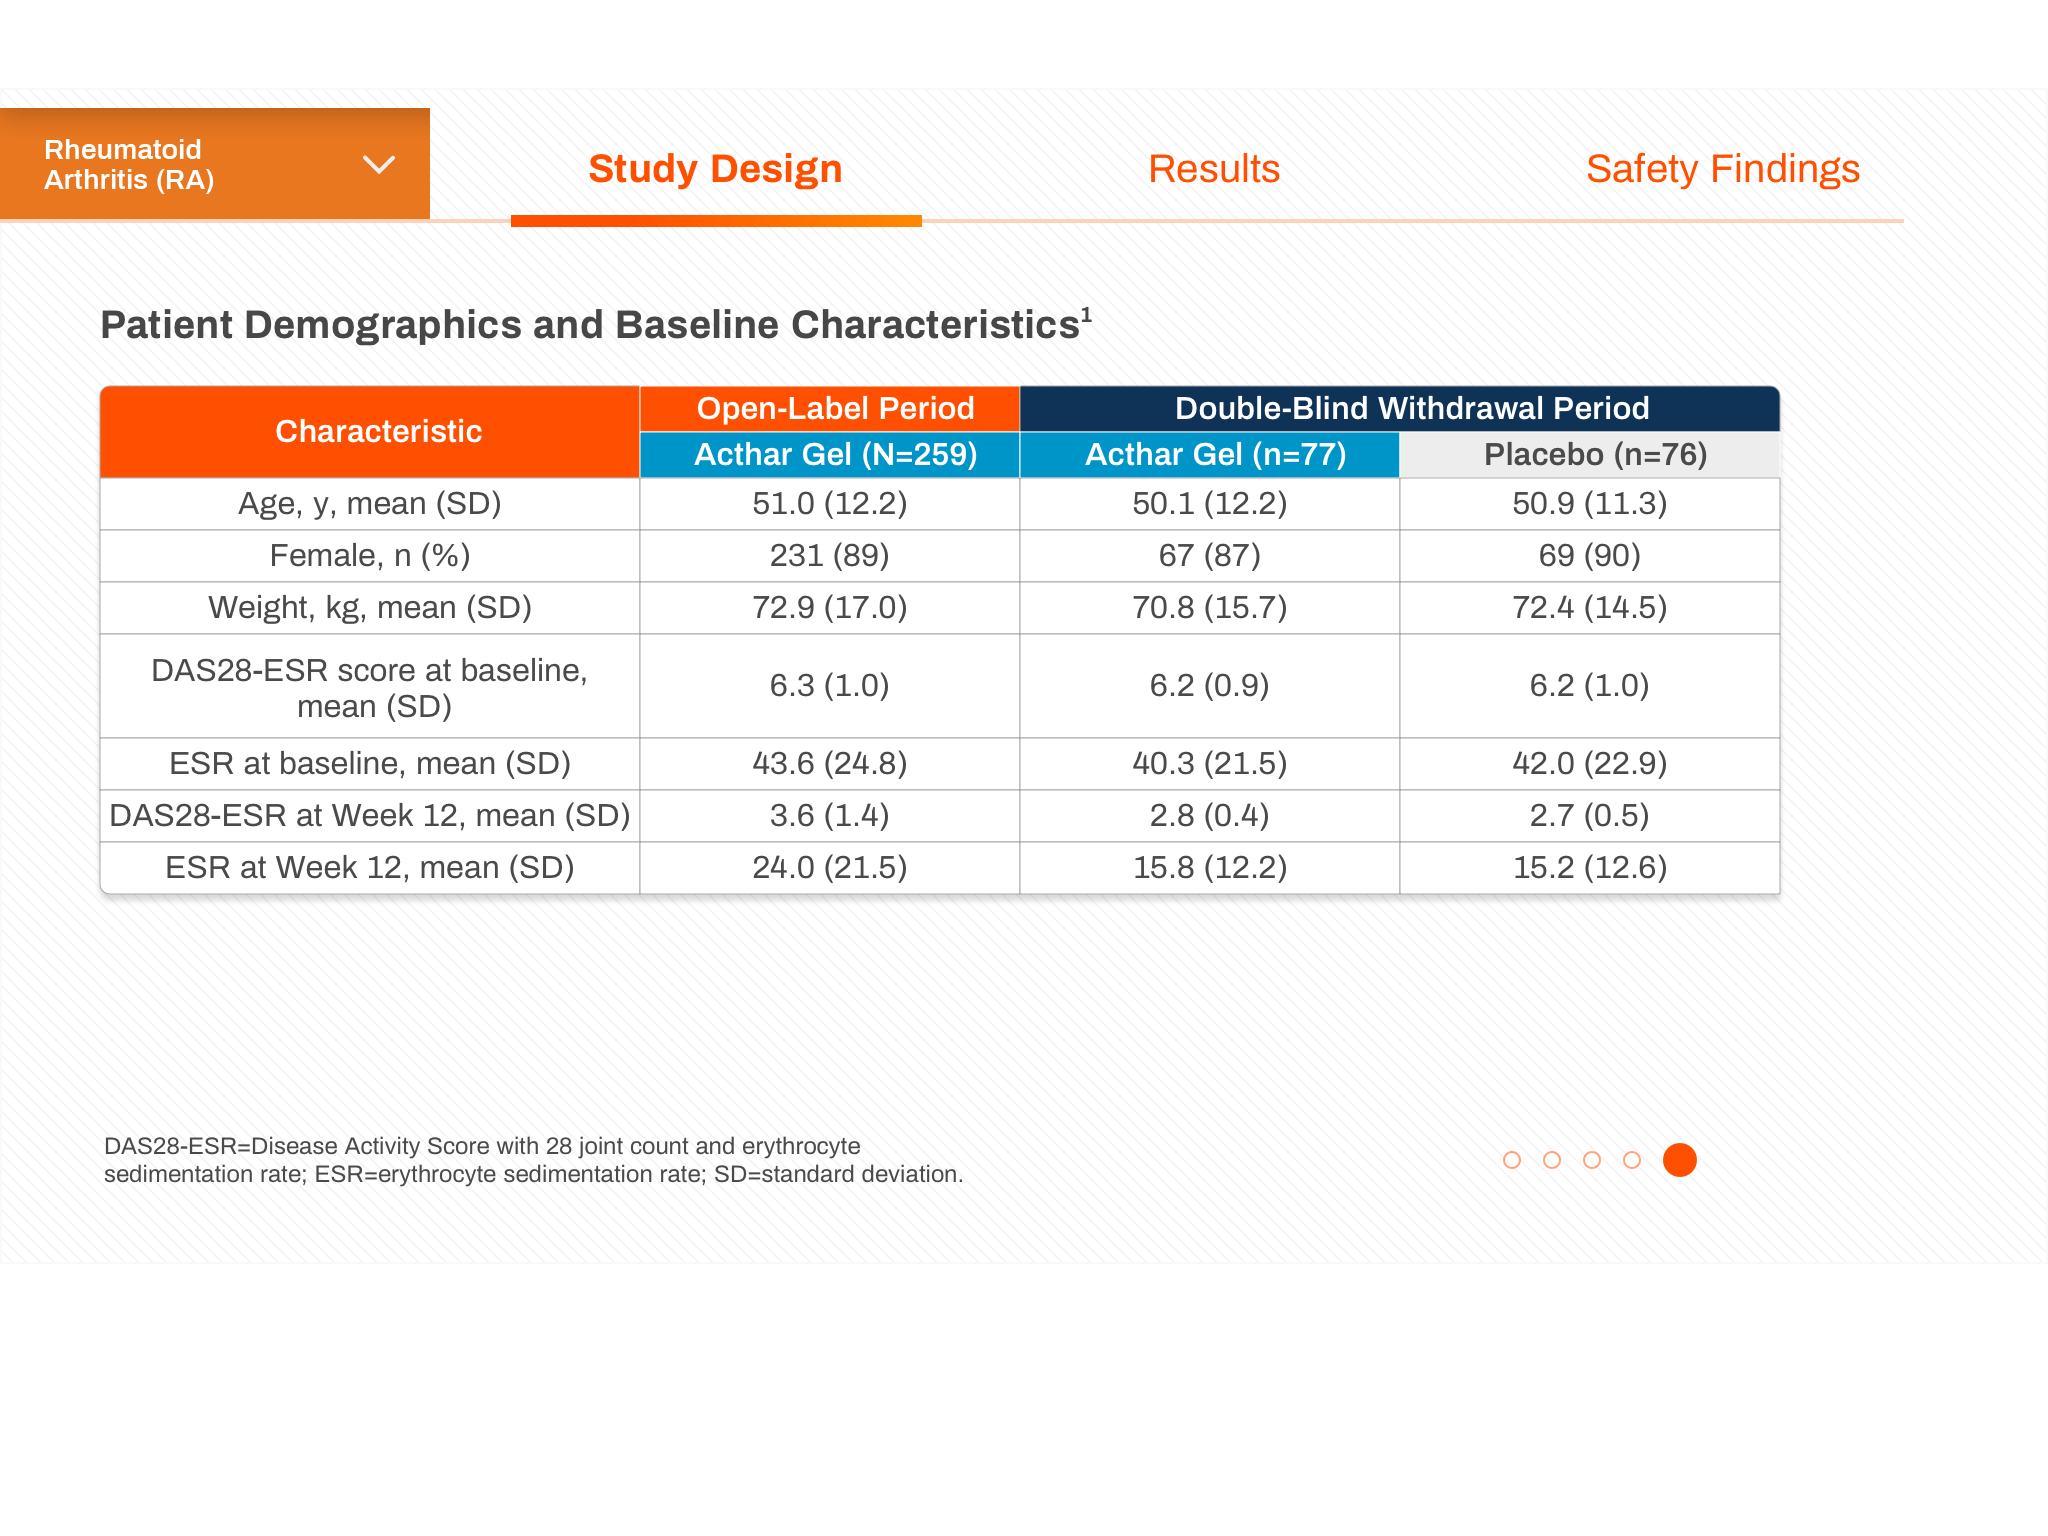 Rheumatoid
Arthritis (RA)
Study Design
Results
Safety Findings
Patient Demographics and Baseline Characteristics¹
Characteristic
Open-Label Period
Double-Blind Withdrawal Period
Acthar Gel (N=259)
Acthar Gel (n=77)
Placebo (n=76)
Age, y, mean (SD)
51.0 (12.2)
50.1 (12.2)
50.9 (11.3)
Female, n (%)
231 (89)
67 (87)
69 (90)
Weight, kg, mean (SD)
72.9 (17.0)
70.8 (15.7)
72.4 (14.5)
DAS28-ESR score at baseline,
mean (SD)
6.3 (1.0)
6.2 (0.9)
6.2 (1.0)
ESR at baseline, mean (SD)
43.6 (24.8)
40.3 (21.5)
42.0 (22.9)
DAS28-ESR at Week 12, mean (SD)
3.6 (1.4)
2.8 (0.4)
2.7 (0.5)
ESR at Week 12, mean (SD)
24.0 (21.5)
15.8 (12.2)
15.2 (12.6)
DAS28-ESR=Disease Activity Score with 28 joint count and erythrocyte
sedimentation rate; ESR=erythrocyte sedimentation rate; SD=standard deviation.